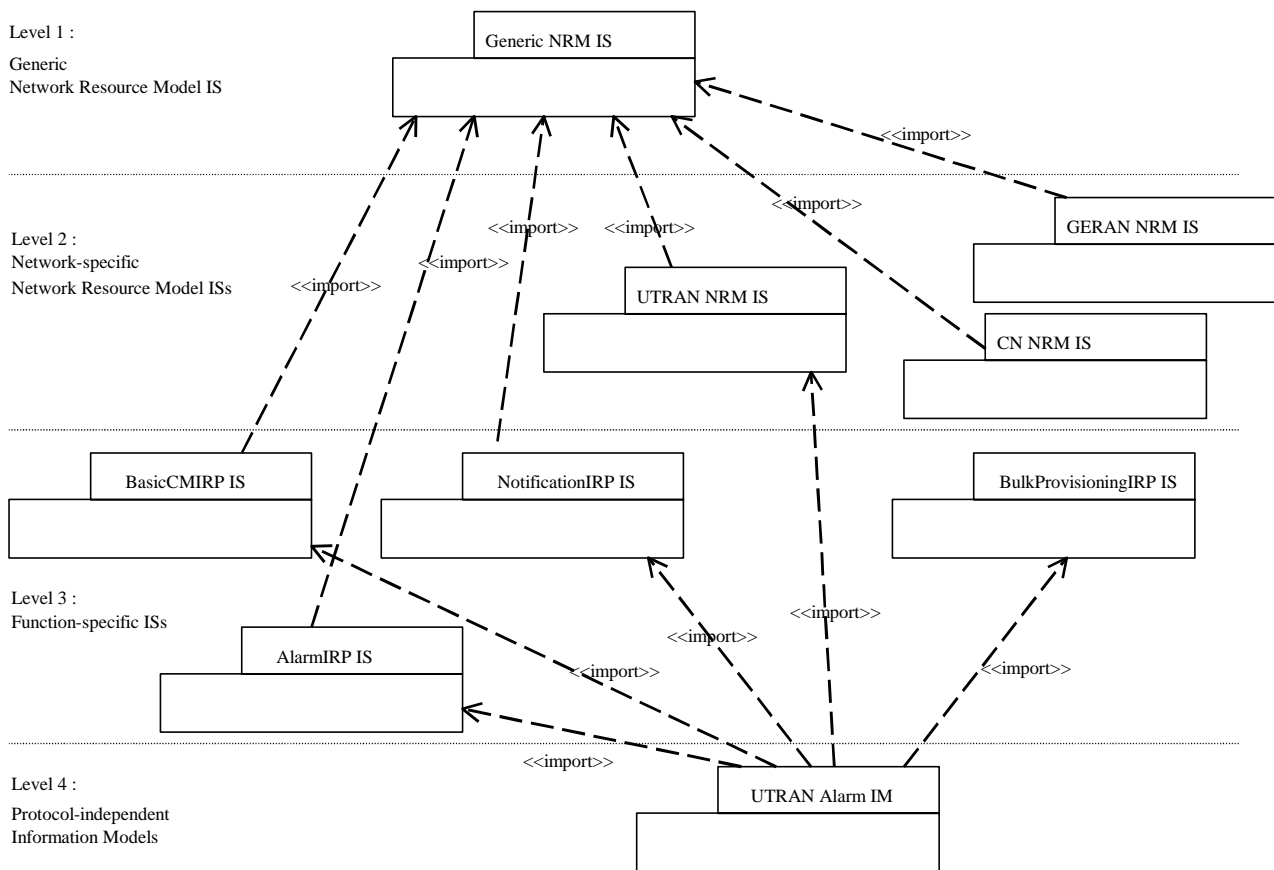 Level 1 :
Generic
Network Resource Model IS
Generic NRM IS
<<import>>
Level 2 :
Network-specific
Network Resource Model ISs
<<import>>
<<import>>
<<import>>
<<import>>
<<import>>
GERAN NRM IS
UTRAN NRM IS
CN NRM IS
BasicCMIRP IS
NotificationIRP IS
BulkProvisioningIRP IS
Level 3 :
Function-specific ISs
<<import>>
<<import>>
<<import>>
<<import>>
AlarmIRP IS
<<import>>
Level 4 :
Protocol-independent
Information Models
UTRAN Alarm IM